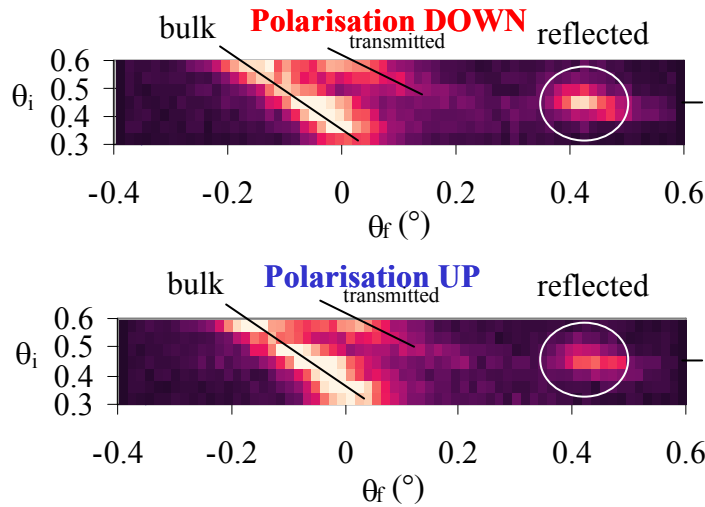 Polarisation DOWN
bulk
transmitted
reflected
θi
0.6
0.5
0.4
0.3
-0.4 -0.2 0 0.2 0.4 0.6
θf (°)
Polarisation UP
bulk
transmitted
reflected
θi
0.6
0.5
0.4
0.3
-0.4 -0.2 0 0.2 0.4 0.6
θf (°)